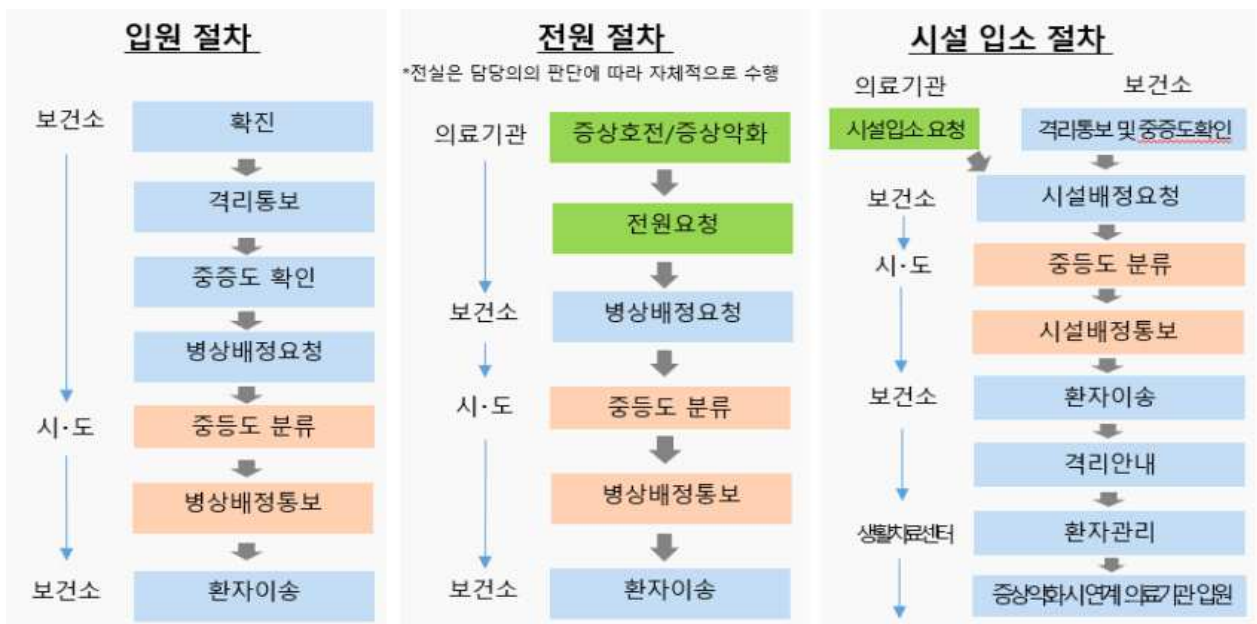 입원 절차
보건소
확진
격리통보
중증도 확인
병상배정요청
시·도
중등도 분류
병상배정통보
보건소
환자이송
전원 절차
*전실은 담당의의 판단에 따라 자체적으로 수행
의료기관
증상호전/증상악화
전원요청
보건소
병상배정요청
시·도
중등도 분류
병상배정통보
보건소
환자이송
시설 입소 절차
의료기관
보건소
시설입소 요청
격리통보 및 중증도확인
보건소
시설배정요청
시·도
중등도 분류
시설배정통보
보건소
환자이송
격리안내
생활치료센터
환자관리
증상악화시 연계 의료기관 입원